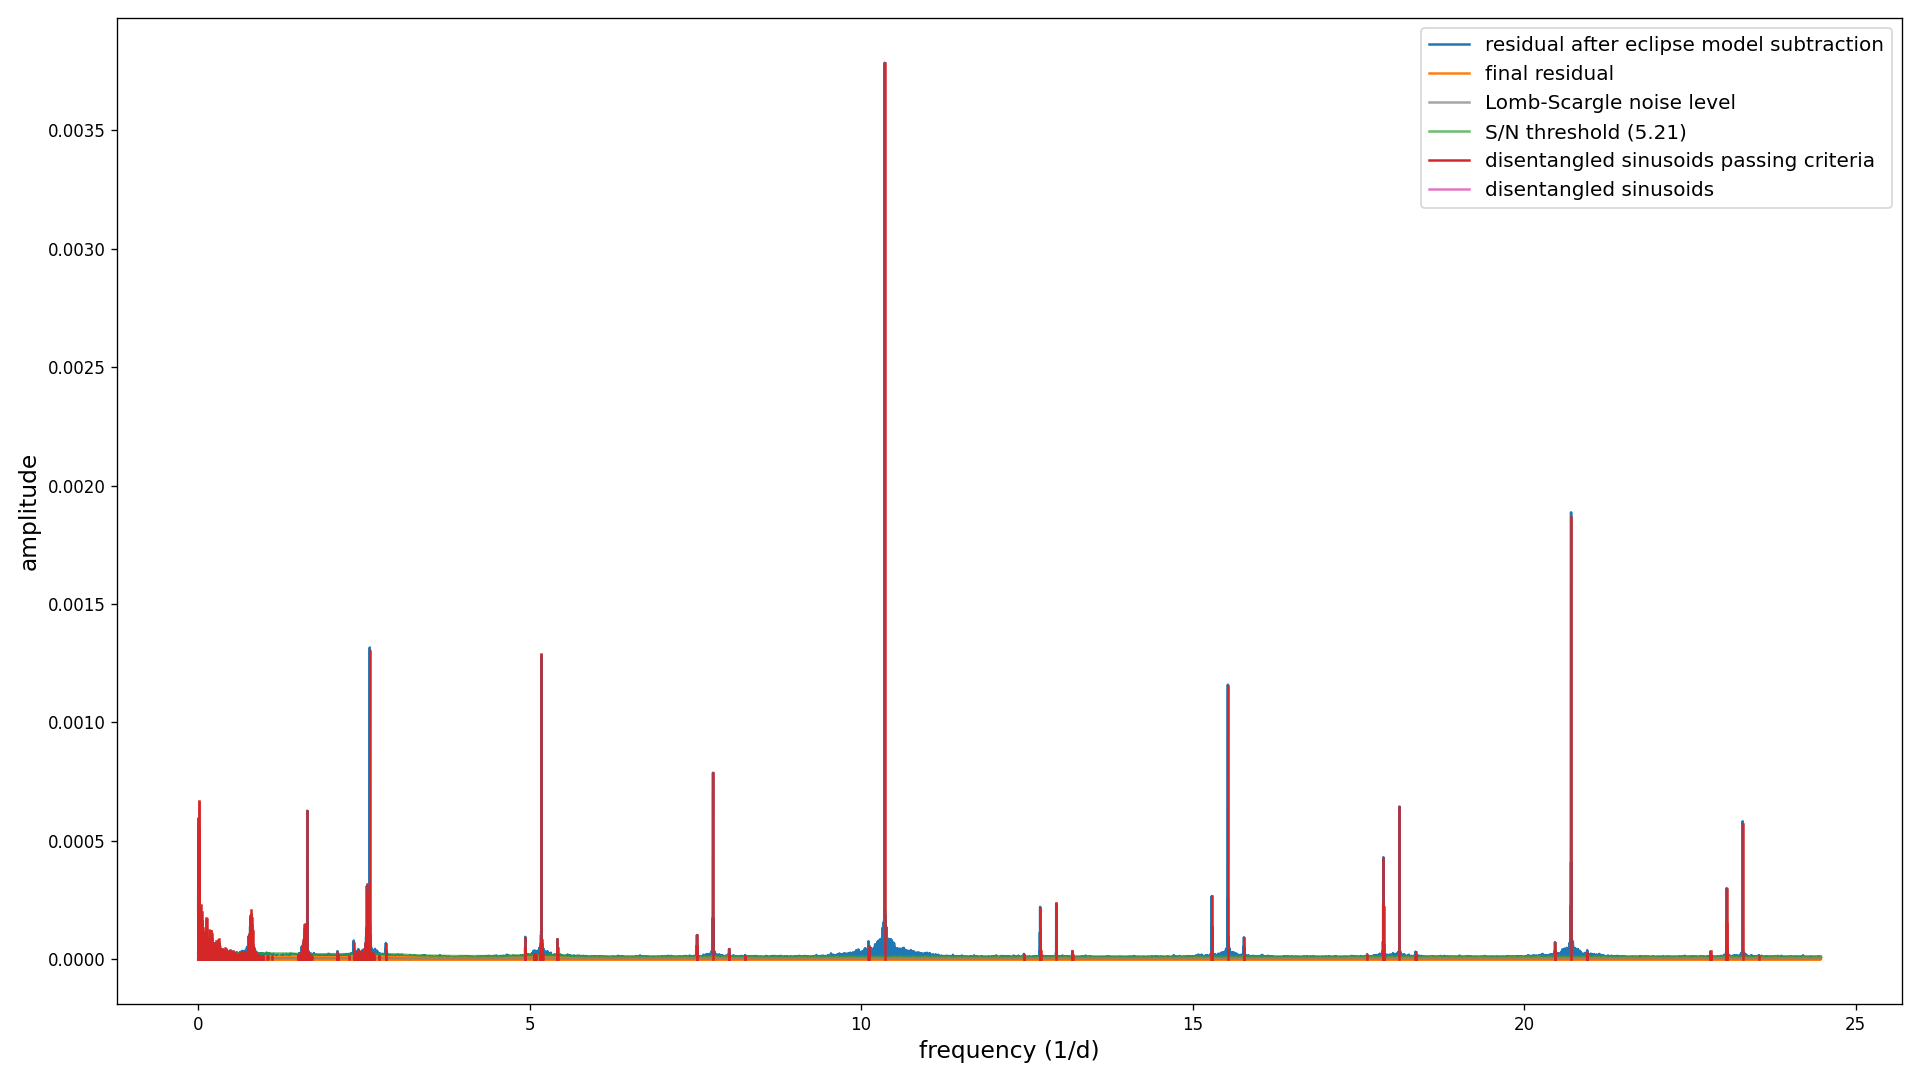 residual after eclipse model subtraction
final residual
Lomb-Scargle noise level
S/N threshold (5.21)
disentangled sinusoids passing criteria
disentangled sinusoids
0.0035
0.0030
0.0025
0.0020
0.0015
0.0010
0.0005
0.0000
amplitude
0 5 10 15 20 25
frequency (1/d)